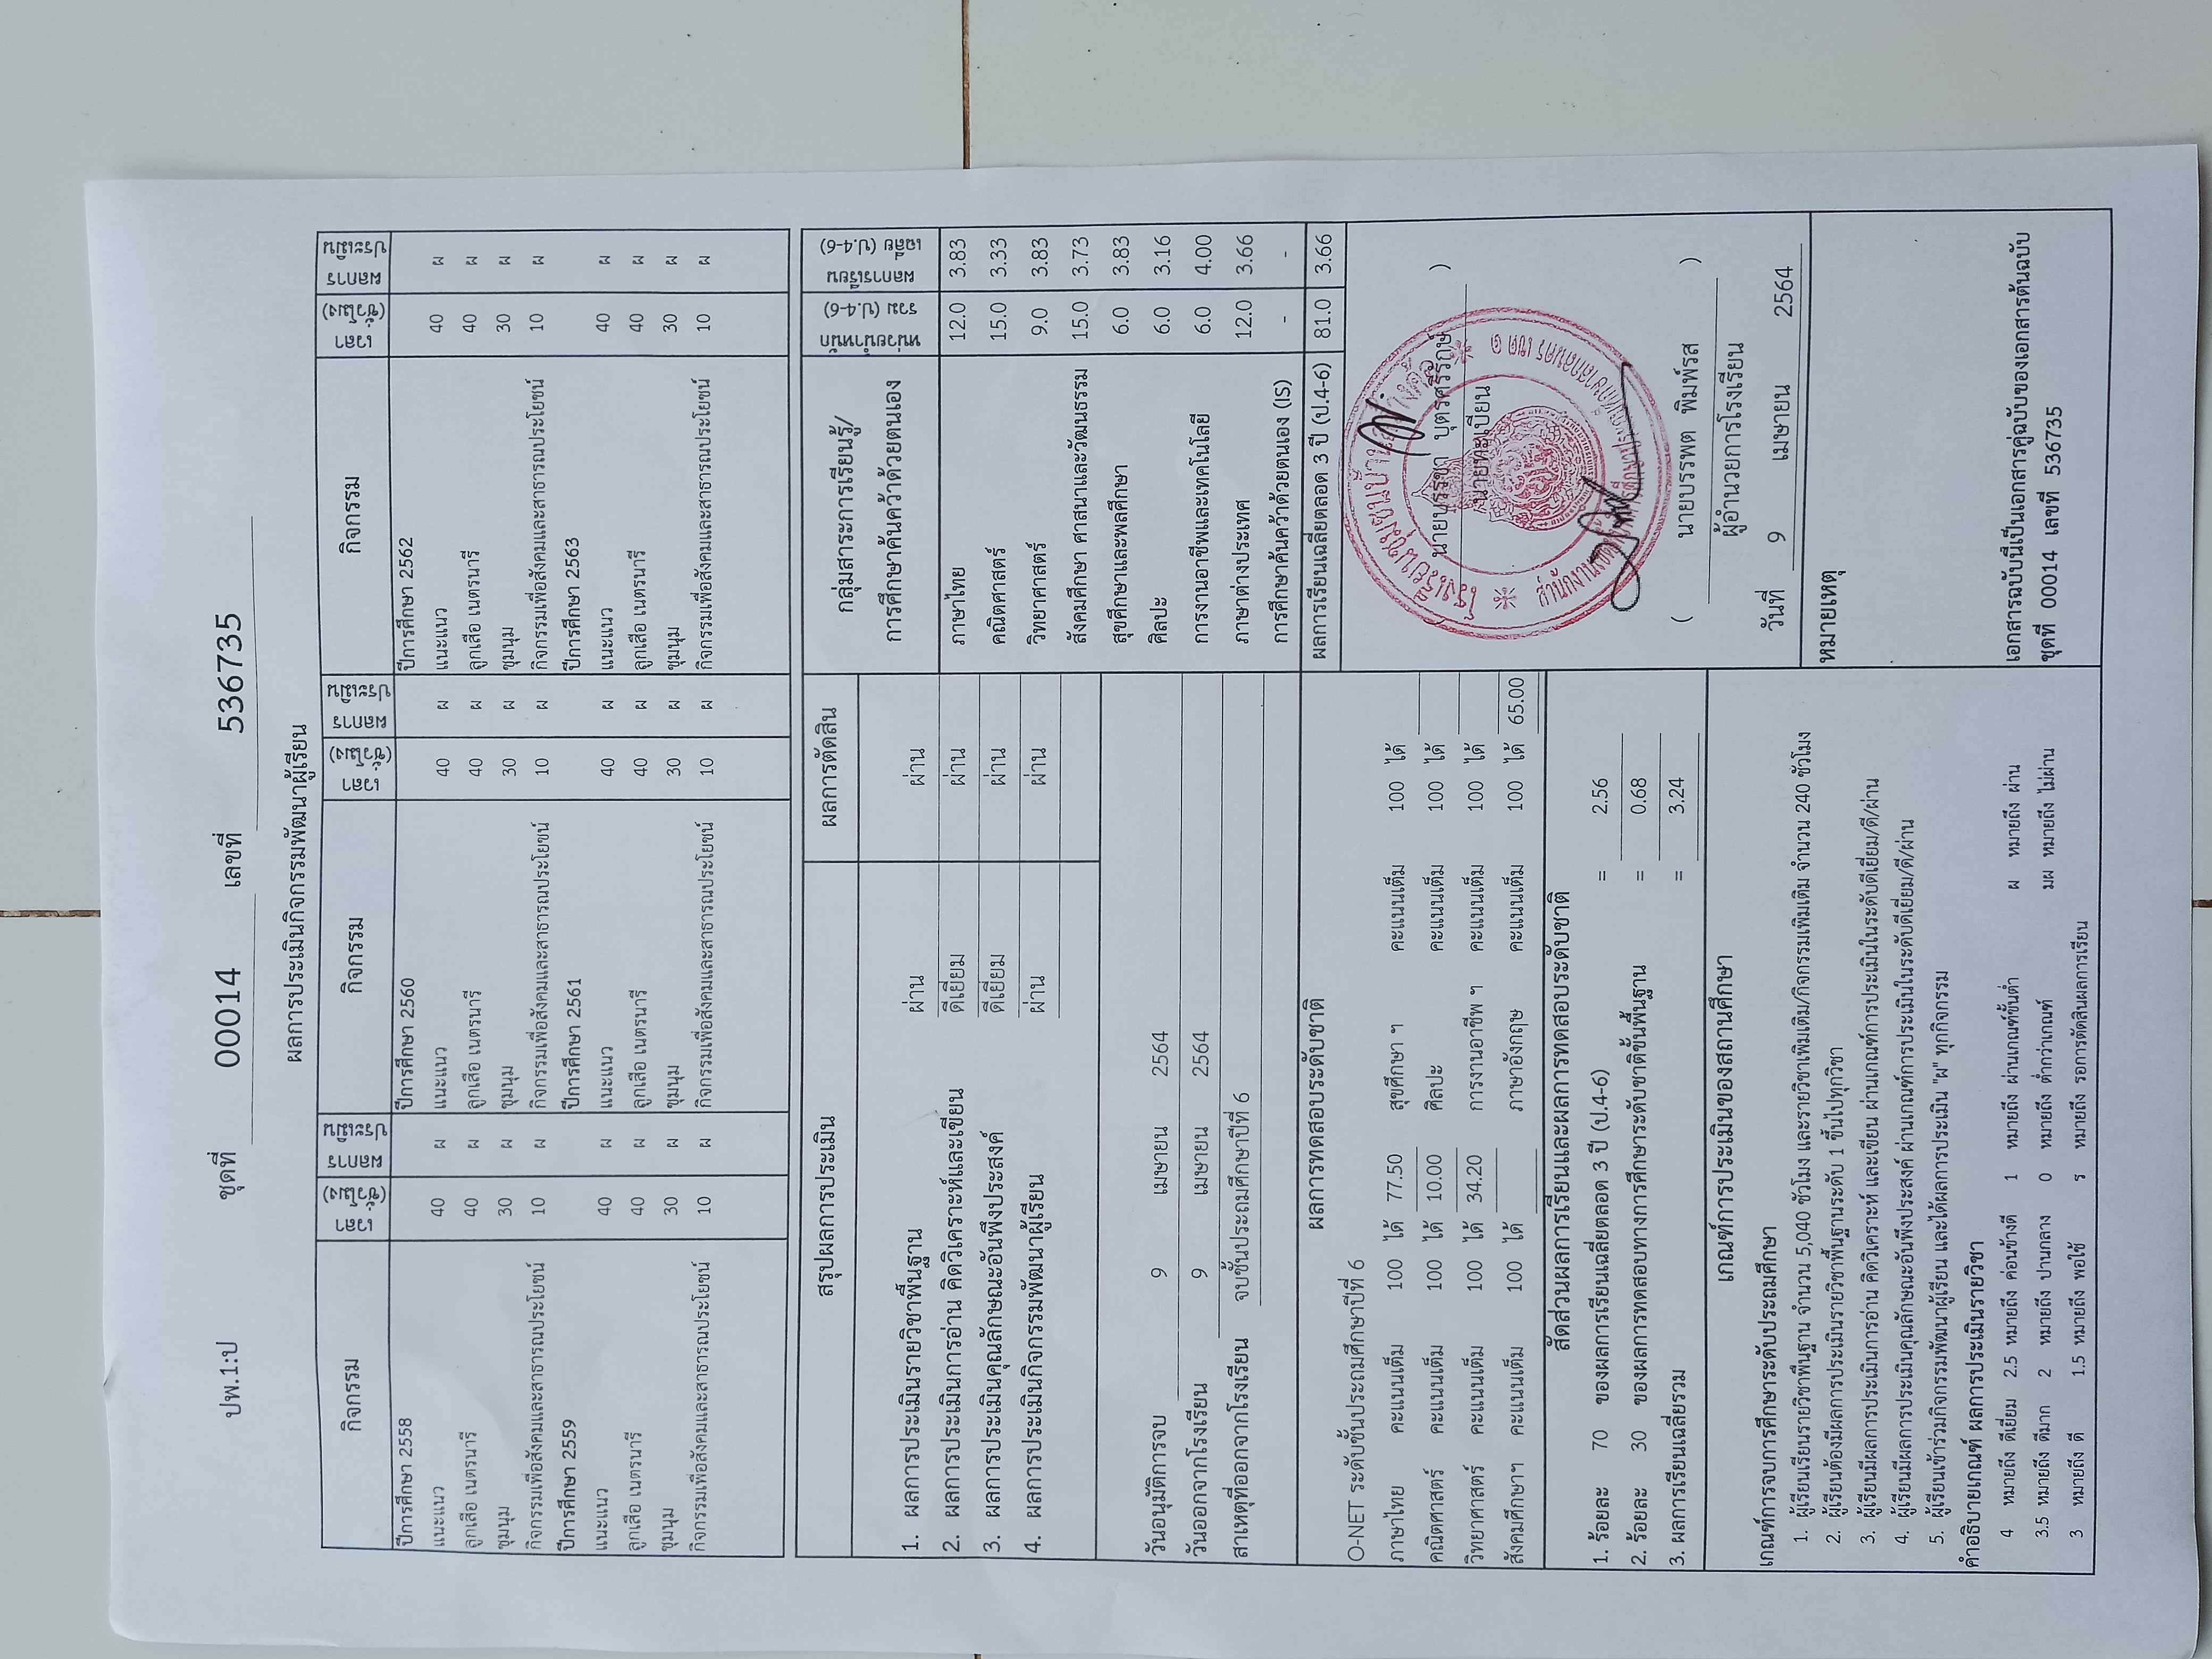 ปพ.1:ป ชุดที่ 00014 เลขที่ 536735
ผลการประเมินกิจกรรมพัฒนาผู้เรียน
กิจกรรม เวลา (ชั่วโมง) ผลการประเมิน กิจกรรม เวลา (ชั่วโมง) ผลการประเมิน กิจกรรม เวลา (ชั่วโมง) ผลการประเมิน
ปีการศึกษา 2558 ปีการศึกษา 2560 ปีการศึกษา 2562
แนะแนว 40 ผ แนะแนว 40 ผ แนะแนว 40 ผ
ลูกเสือ เนตรนารี 40 ผ ลูกเสือ เนตรนารี 40 ผ ลูกเสือ เนตรนารี 40 ผ
ชุมนุม 30 ผ ชุมนุม 30 ผ ชุมนุม 30 ผ
กิจกรรมเพื่อสังคมและสาธารณประโยชน์ 10 ผ กิจกรรมเพื่อสังคมและสาธารณประโยชน์ 10 ผ กิจกรรมเพื่อสังคมและสาธารณประโยชน์ 10 ผ
ปีการศึกษา 2559 ปีการศึกษา 2561 ปีการศึกษา 2563
แนะแนว 40 ผ แนะแนว 40 ผ แนะแนว 40 ผ
ลูกเสือ เนตรนารี 40 ผ ลูกเสือ เนตรนารี 40 ผ ลูกเสือ เนตรนารี 40 ผ
ชุมนุม 30 ผ ชุมนุม 30 ผ ชุมนุม 30 ผ
กิจกรรมเพื่อสังคมและสาธารณประโยชน์ 10 ผ กิจกรรมเพื่อสังคมและสาธารณประโยชน์ 10 ผ กิจกรรมเพื่อสังคมและสาธารณประโยชน์ 10 ผ
สรุปผลการประเมิน ผลการตัดสิน
1. ผลการประเมินรายวิชาพื้นฐาน ผ่าน ผ่าน
2. ผลการประเมินการอ่าน คิดวิเคราะห์และเขียน ดีเยี่ยม ผ่าน
3. ผลการประเมินคุณลักษณะอันพึงประสงค์ ดีเยี่ยม ผ่าน
4. ผลการประเมินกิจกรรมพัฒนาผู้เรียน ผ่าน ผ่าน
วันอนุมัติการจบ 9 เมษายน 2564
วันออกจากโรงเรียน 9 เมษายน 2564
สาเหตุที่ออกจากโรงเรียน จบชั้นประถมศึกษาปีที่ 6
กลุ่มสาระการเรียนรู้/
การศึกษาค้นคว้าด้วยตนเอง หน่วยน้ำหนัก รวม (ป.4-6) ผลการเรียน เฉลี่ย (ป.4-6)
ภาษาไทย 12.0 3.83
คณิตศาสตร์ 15.0 3.33
วิทยาศาสตร์ 9.0 3.83
สังคมศึกษา ศาสนาและวัฒนธรรม 15.0 3.73
สุขศึกษาและพลศึกษา 6.0 3.83
ศิลปะ 6.0 3.16
การงานอาชีพและเทคโนโลยี 6.0 4.00
ภาษาต่างประเทศ 12.0 3.66
การศึกษาค้นคว้าด้วยตนเอง (IS) - -
ผลการเรียนเฉลี่ยตลอด 3 ปี (ป.4-6) 81.0 3.66
ผลการทดสอบระดับชาติ
O-NET ระดับชั้นประถมศึกษาปีที่ 6
ภาษาไทย คะแนนเต็ม 100 ได้ 77.50 สุขศึกษา ฯ คะแนนเต็ม 100 ได้
คณิตศาสตร์ คะแนนเต็ม 100 ได้ 10.00 ศิลปะ คะแนนเต็ม 100 ได้
วิทยาศาสตร์ คะแนนเต็ม 100 ได้ 34.20 การงานอาชีพ ฯ คะแนนเต็ม 100 ได้
สังคมศึกษาฯ คะแนนเต็ม 100 ได้ ภาษาอังกฤษ คะแนนเต็ม 100 ได้ 65.00
สัดส่วนผลการเรียนและผลการทดสอบระดับชาติ
1. ร้อยละ 70 ของผลการเรียนเฉลี่ยตลอด 3 ปี (ป.4-6) = 2.56
2. ร้อยละ 30 ของผลการทดสอบทางการศึกษาระดับชาติขั้นพื้นฐาน = 0.68
3. ผลการเรียนเฉลี่ยรวม = 3.24
เกณฑ์การประเมินของสถานศึกษา
เกณฑ์การจบการศึกษาระดับประถมศึกษา
1. ผู้เรียนเรียนรายวิชาพื้นฐาน จำนวน 5,040 ชั่วโมง และรายวิชาเพิ่มเติม/กิจกรรมเพิ่มเติม จำนวน 240 ชั่วโมง
2. ผู้เรียนต้องมีผลการประเมินรายวิชาพื้นฐานระดับ 1 ขึ้นไปทุกวิชา
3. ผู้เรียนมีผลการประเมินการอ่าน คิดวิเคราะห์ และเขียน ผ่านเกณฑ์การประเมินในระดับดีเยี่ยม/ดี/ผ่าน
4. ผู้เรียนมีผลการประเมินคุณลักษณะอันพึงประสงค์ ผ่านเกณฑ์การประเมินในระดับดีเยี่ยม/ดี/ผ่าน
5. ผู้เรียนเข้าร่วมกิจกรรมพัฒนาผู้เรียน และได้ผลการประเมิน "ผ" ทุกกิจกรรม
คำอธิบายเกณฑ์ ผลการประเมินรายวิชา
4 หมายถึง ดีเยี่ยม 2.5 หมายถึง ค่อนข้างดี 1 หมายถึง ผ่านเกณฑ์ขั้นต่ำ ผ หมายถึง ผ่าน
3.5 หมายถึง ดีมาก 2 หมายถึง ปานกลาง 0 หมายถึง ต่ำกว่าเกณฑ์ มผ หมายถึง ไม่ผ่าน
3 หมายถึง ดี 1.5 หมายถึง พอใช้ ร หมายถึง รอการตัดสินผลการเรียน
( นายบรรชา บุตรศรีรักษ์ )
นายทะเบียน
( นายบรรพต พิมพ์รส )
ผู้อำนวยการโรงเรียน
วันที่ 9 เมษายน 2564
หมายเหตุ
เอกสารฉบับนี้เป็นเอกสารคู่ฉบับของเอกสารต้นฉบับ
ชุดที่ 00014 เลขที่ 536735